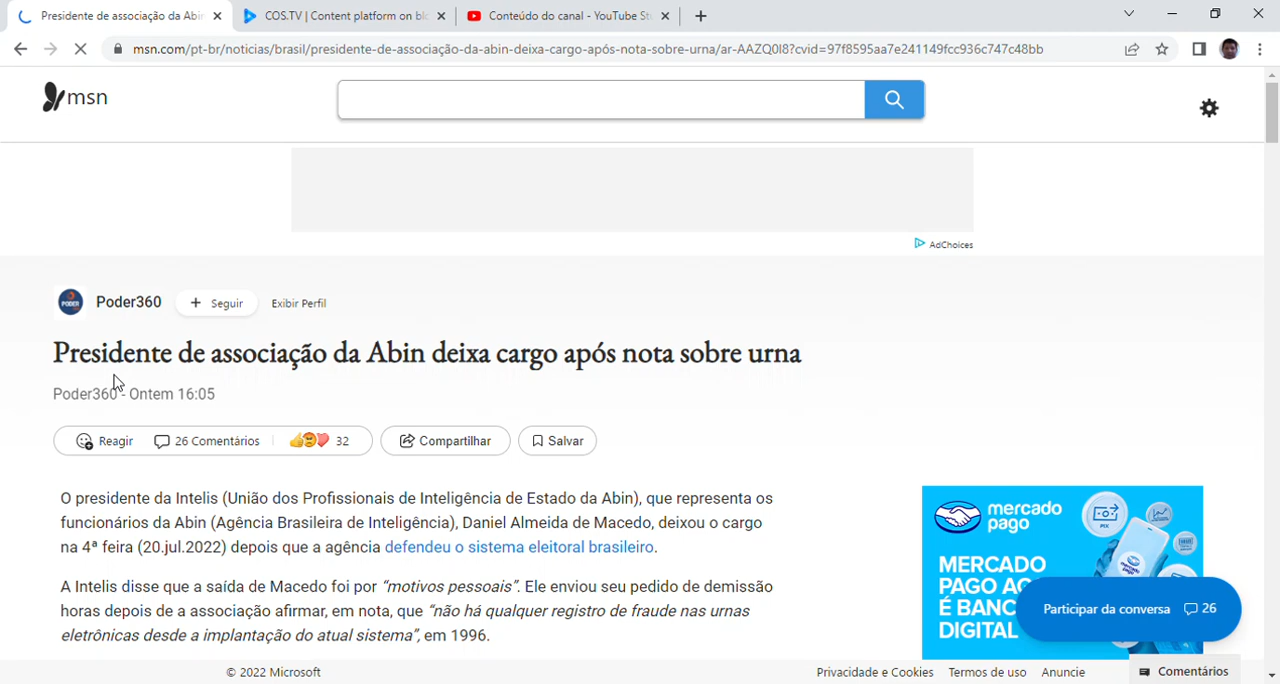 Presidente de associação da Abin
COS.TV | Content platform on blo
Conteúdo do canal - YouTube St
msn.com/pt-br/noticias/brasil/presidente-de-associação-da-abin-deixa-cargo-após-nota-sobre-urna/ar-AAZQ0I8?cvid=97f8595aa7e241149fcc936c747c48bb
msn
AdChoices
PODER
Poder360
+ Seguir
Exibir Perfil
Presidente de associação da Abin deixa cargo após nota sobre urna
Poder360 - Ontem 16:05
Reagir
26 Comentários
32
Compartilhar
Salvar
O presidente da Intelis (União dos Profissionais de Inteligência de Estado da Abin), que representa os
funcionários da Abin (Agência Brasileira de Inteligência), Daniel Almeida de Macedo, deixou o cargo
na 4ª feira (20.jul.2022) depois que a agência defendeu o sistema eleitoral brasileiro.
A Intelis disse que a saída de Macedo foi por “motivos pessoais”. Ele enviou seu pedido de demissão
horas depois de a associação afirmar, em nota, que “não há qualquer registro de fraude nas urnas
eletrônicas desde a implantação do atual sistema”, em 1996.
mercado
pago
PIX
MERCADO
PAGO AG
É BANC
DIGITAL
Participar da conversa 26
© 2022 Microsoft
Privacidade e Cookies
Termos de uso
Anuncie
Comentários